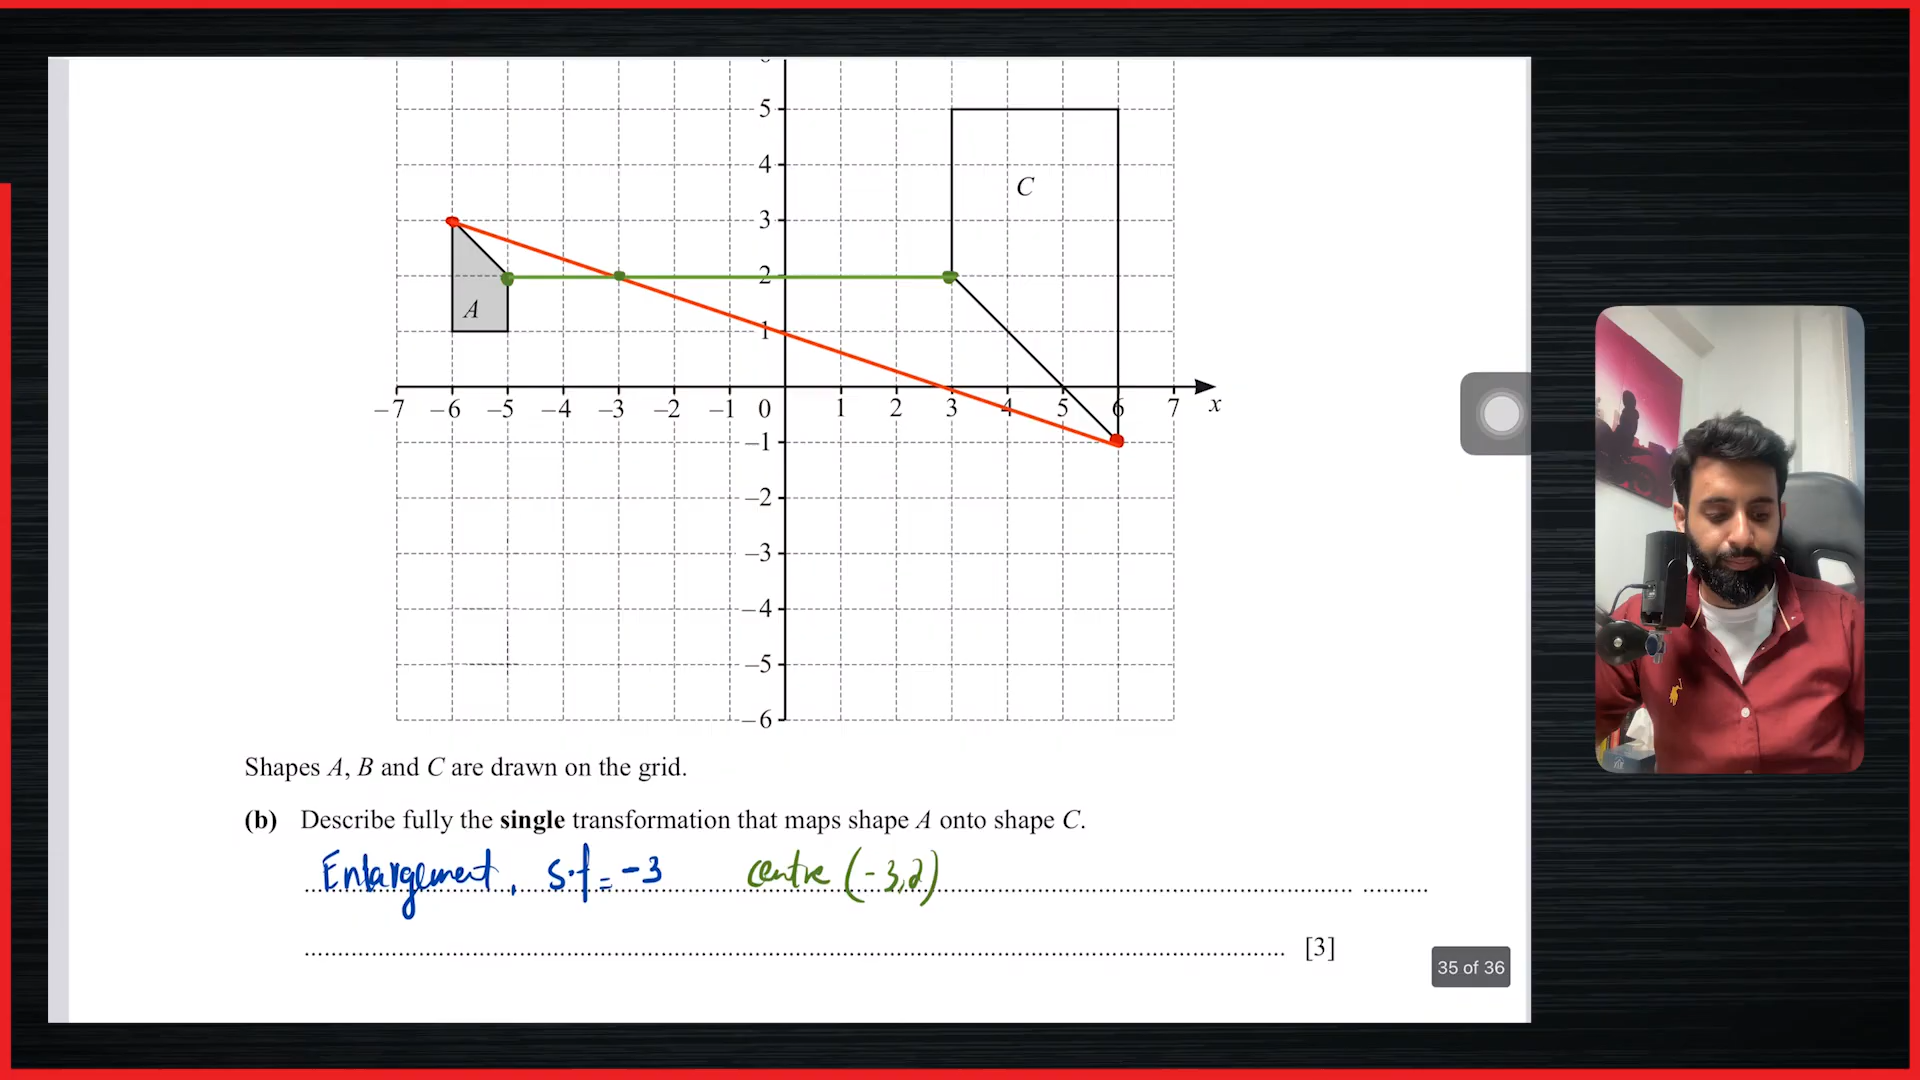 5
4
C
3
2
A
1
–7 –6 –5 –4 –3 –2 –1 0 1 2 3 4 5 6 7 x
–1
–2
–3
–4
–5
–6
Shapes A, B and C are drawn on the grid.
(b) Describe fully the single transformation that maps shape A onto shape C.
Enlargement, s.f = -3 centre (-3,2)
[3]
35 of 36